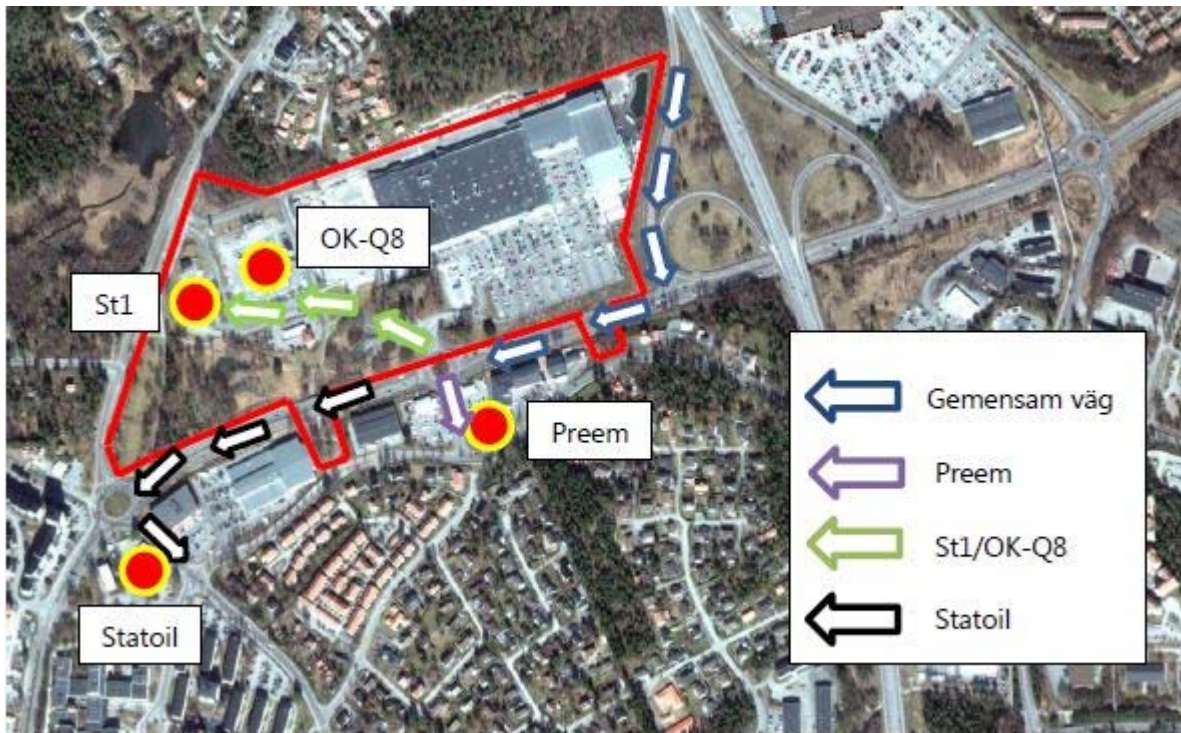 OK-Q8
St1
Preem
Statoil
Gemensam väg
Preem
St1/OK-Q8
Statoil